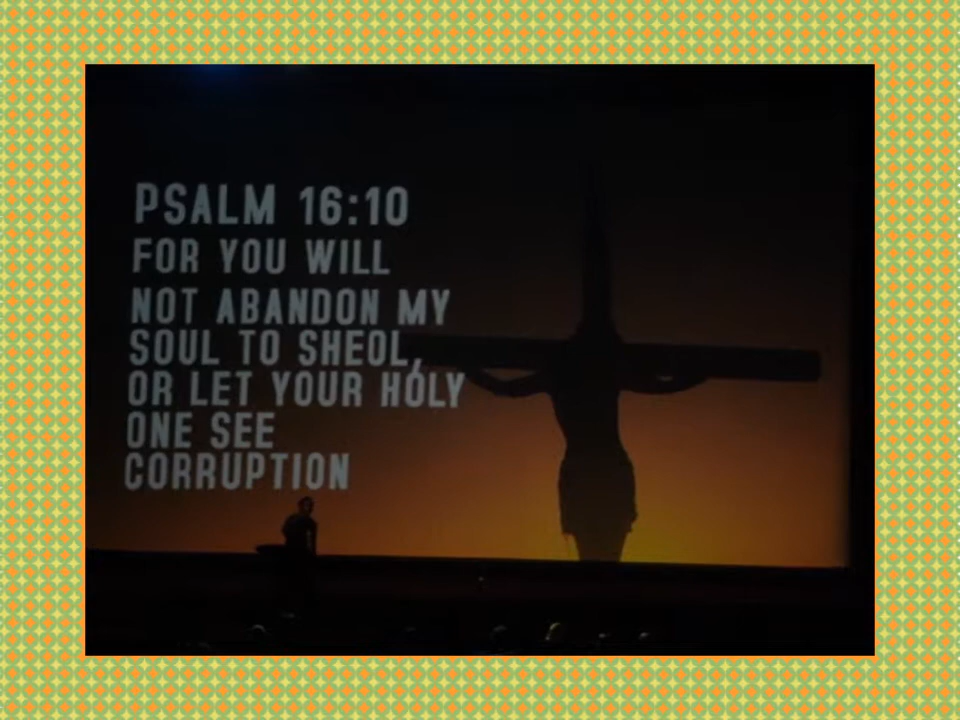 PSALM 16:10
FOR YOU WILL
NOT ABANDON MY
SOUL TO SHEOL,
OR LET YOUR HOLY
ONE SEE
CORRUPTION